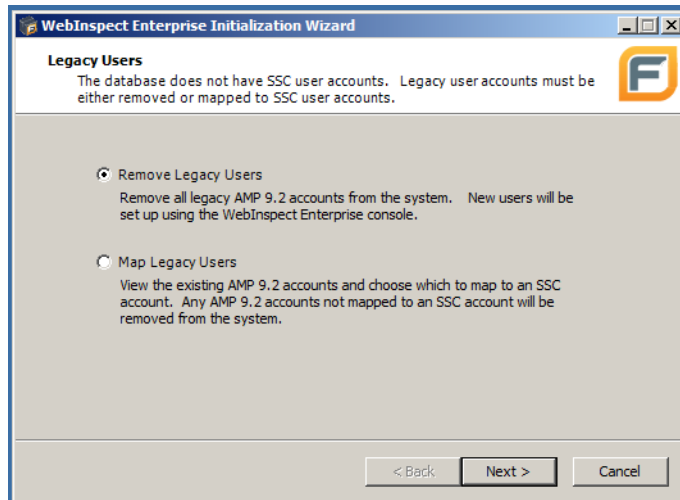 WebInspect Enterprise Initialization Wizard
Legacy Users
The database does not have SSC user accounts.  Legacy user accounts must be
either removed or mapped to SSC user accounts.
Remove Legacy Users
Remove all legacy AMP 9.2 accounts from the system.  New users will be
set up using the WebInspect Enterprise console.
Map Legacy Users
View the existing AMP 9.2 accounts and choose which to map to an SSC
account.  Any AMP 9.2 accounts not mapped to an SSC account will be
removed from the system.
< Back Next > Cancel